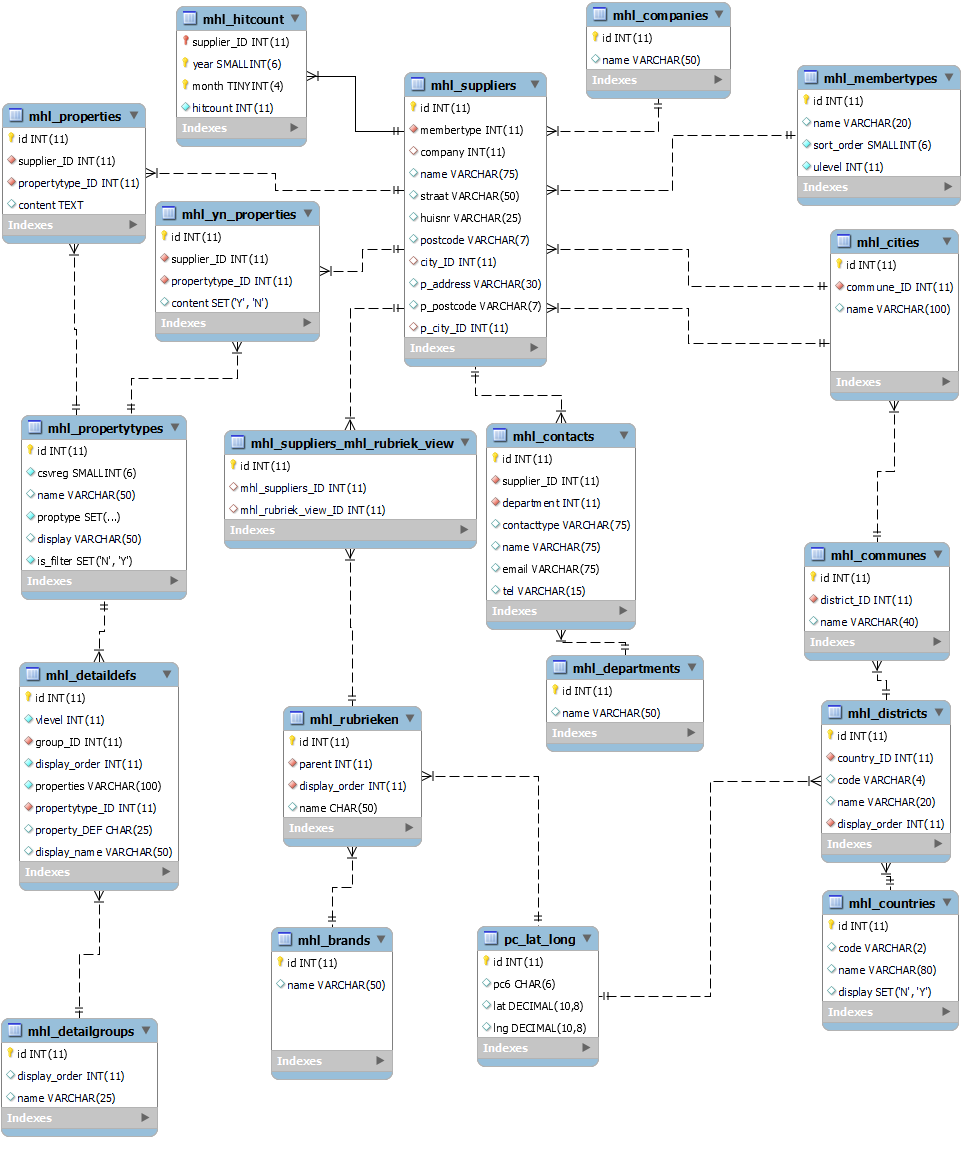 mhl_hitcount
supplier_ID INT(11)
year SMALLINT(6)
month TINYINT(4)
hitcount INT(11)
Indexes
mhl_companies
id INT(11)
name VARCHAR(50)
Indexes
mhl_suppliers
id INT(11)
membertype INT(11)
company INT(11)
name VARCHAR(75)
straat VARCHAR(50)
huisnr VARCHAR(25)
postcode VARCHAR(7)
city_ID INT(11)
p_address VARCHAR(30)
p_postcode VARCHAR(7)
p_city_ID INT(11)
Indexes
mhl_membertypes
id INT(11)
name VARCHAR(20)
sort_order SMALLINT(6)
ulevel INT(11)
Indexes
mhl_properties
id INT(11)
supplier_ID INT(11)
propertytype_ID INT(11)
content TEXT
Indexes
mhl_yn_properties
id INT(11)
supplier_ID INT(11)
propertytype_ID INT(11)
content SET('Y', 'N')
Indexes
mhl_cities
id INT(11)
commune_ID INT(11)
name VARCHAR(100)
Indexes
mhl_propertytypes
id INT(11)
csvreg SMALLINT(6)
name VARCHAR(50)
proptype SET(...)
display VARCHAR(50)
is_filter SET('N', 'Y')
Indexes
mhl_suppliers_mhl_rubriek_view
id INT(11)
mhl_suppliers_ID INT(11)
mhl_rubriek_view_ID INT(11)
Indexes
mhl_contacts
id INT(11)
supplier_ID INT(11)
department INT(11)
contacttype VARCHAR(75)
name VARCHAR(75)
email VARCHAR(75)
tel VARCHAR(15)
Indexes
mhl_communes
id INT(11)
district_ID INT(11)
name VARCHAR(40)
Indexes
mhl_detaildefs
id INT(11)
vlevel INT(11)
group_ID INT(11)
display_order INT(11)
properties VARCHAR(100)
propertytype_ID INT(11)
property_DEF CHAR(25)
display_name VARCHAR(50)
Indexes
mhl_departments
id INT(11)
name VARCHAR(50)
Indexes
mhl_rubrieken
id INT(11)
parent INT(11)
display_order INT(11)
name CHAR(50)
Indexes
mhl_districts
id INT(11)
country_ID INT(11)
code VARCHAR(4)
name VARCHAR(20)
display_order INT(11)
Indexes
mhl_countries
id INT(11)
code VARCHAR(2)
name VARCHAR(80)
display SET('N', 'Y')
Indexes
mhl_brands
id INT(11)
name VARCHAR(50)
Indexes
pc_lat_long
id INT(11)
pc6 CHAR(6)
lat DECIMAL(10,8)
lng DECIMAL(10,8)
Indexes
mhl_detailgroups
id INT(11)
display_order INT(11)
name VARCHAR(25)
Indexes